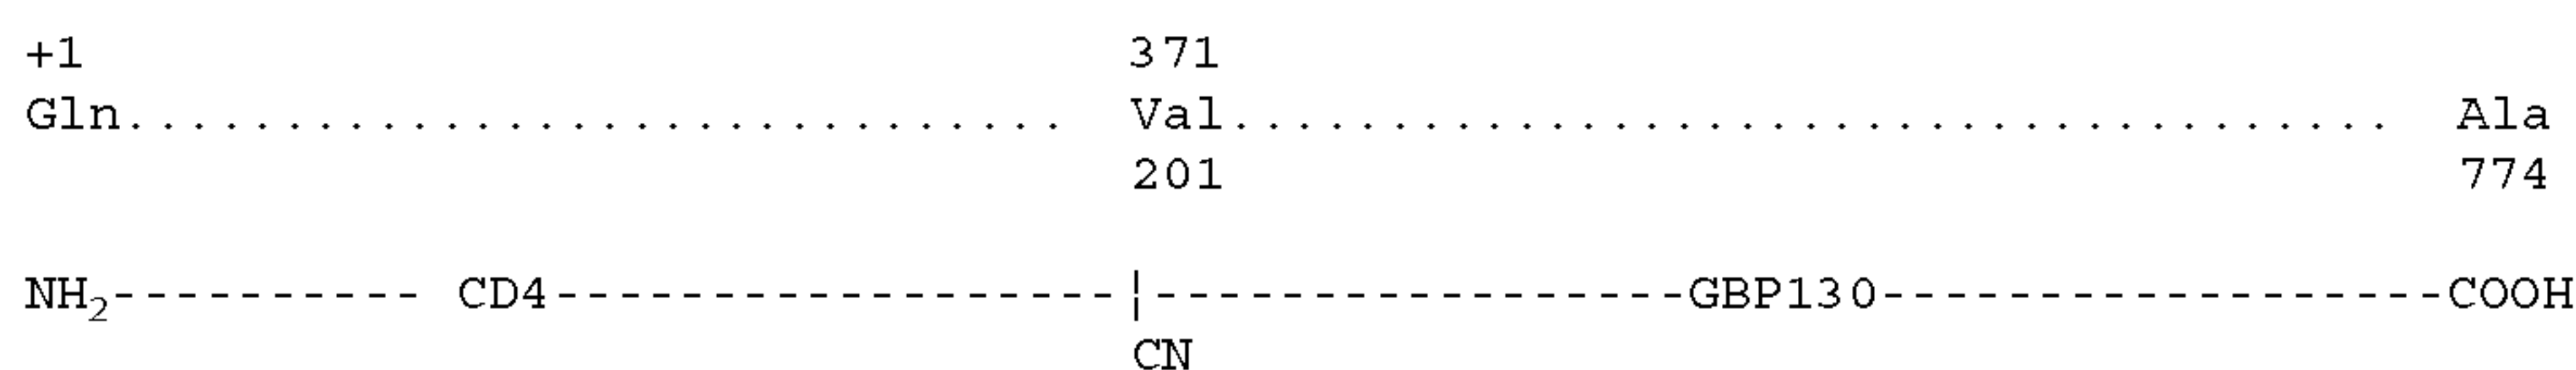 +1 371
Gln.............................. Val..................................... Ala
201 774
NH₂---------- CD4------------------¦-----------------GBP130------------------COOH
CN